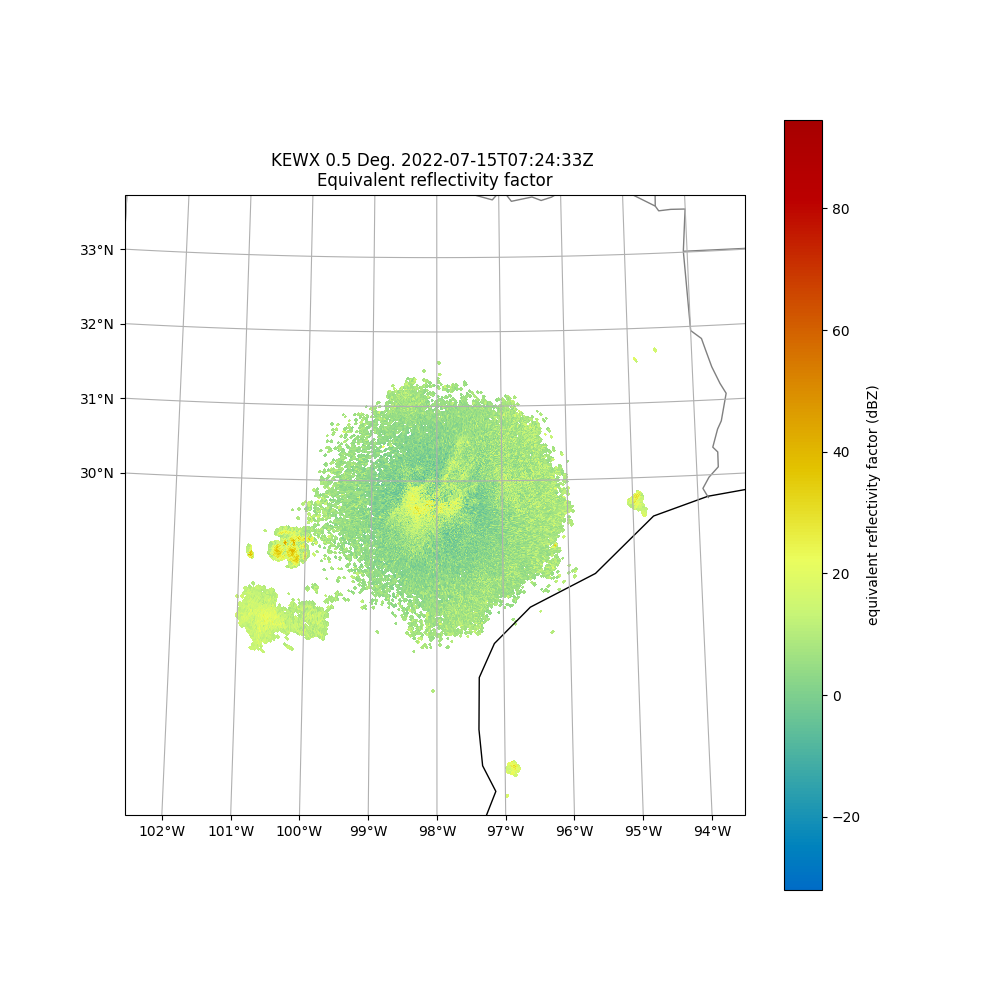 KEWX 0.5 Deg. 2022-07-15T07:24:33Z
Equivalent reflectivity factor
33°N
32°N
31°N
30°N
102°W 101°W 100°W 99°W 98°W 97°W 96°W 95°W 94°W
80
60
40
20
0
−20
equivalent reflectivity factor (dBZ)